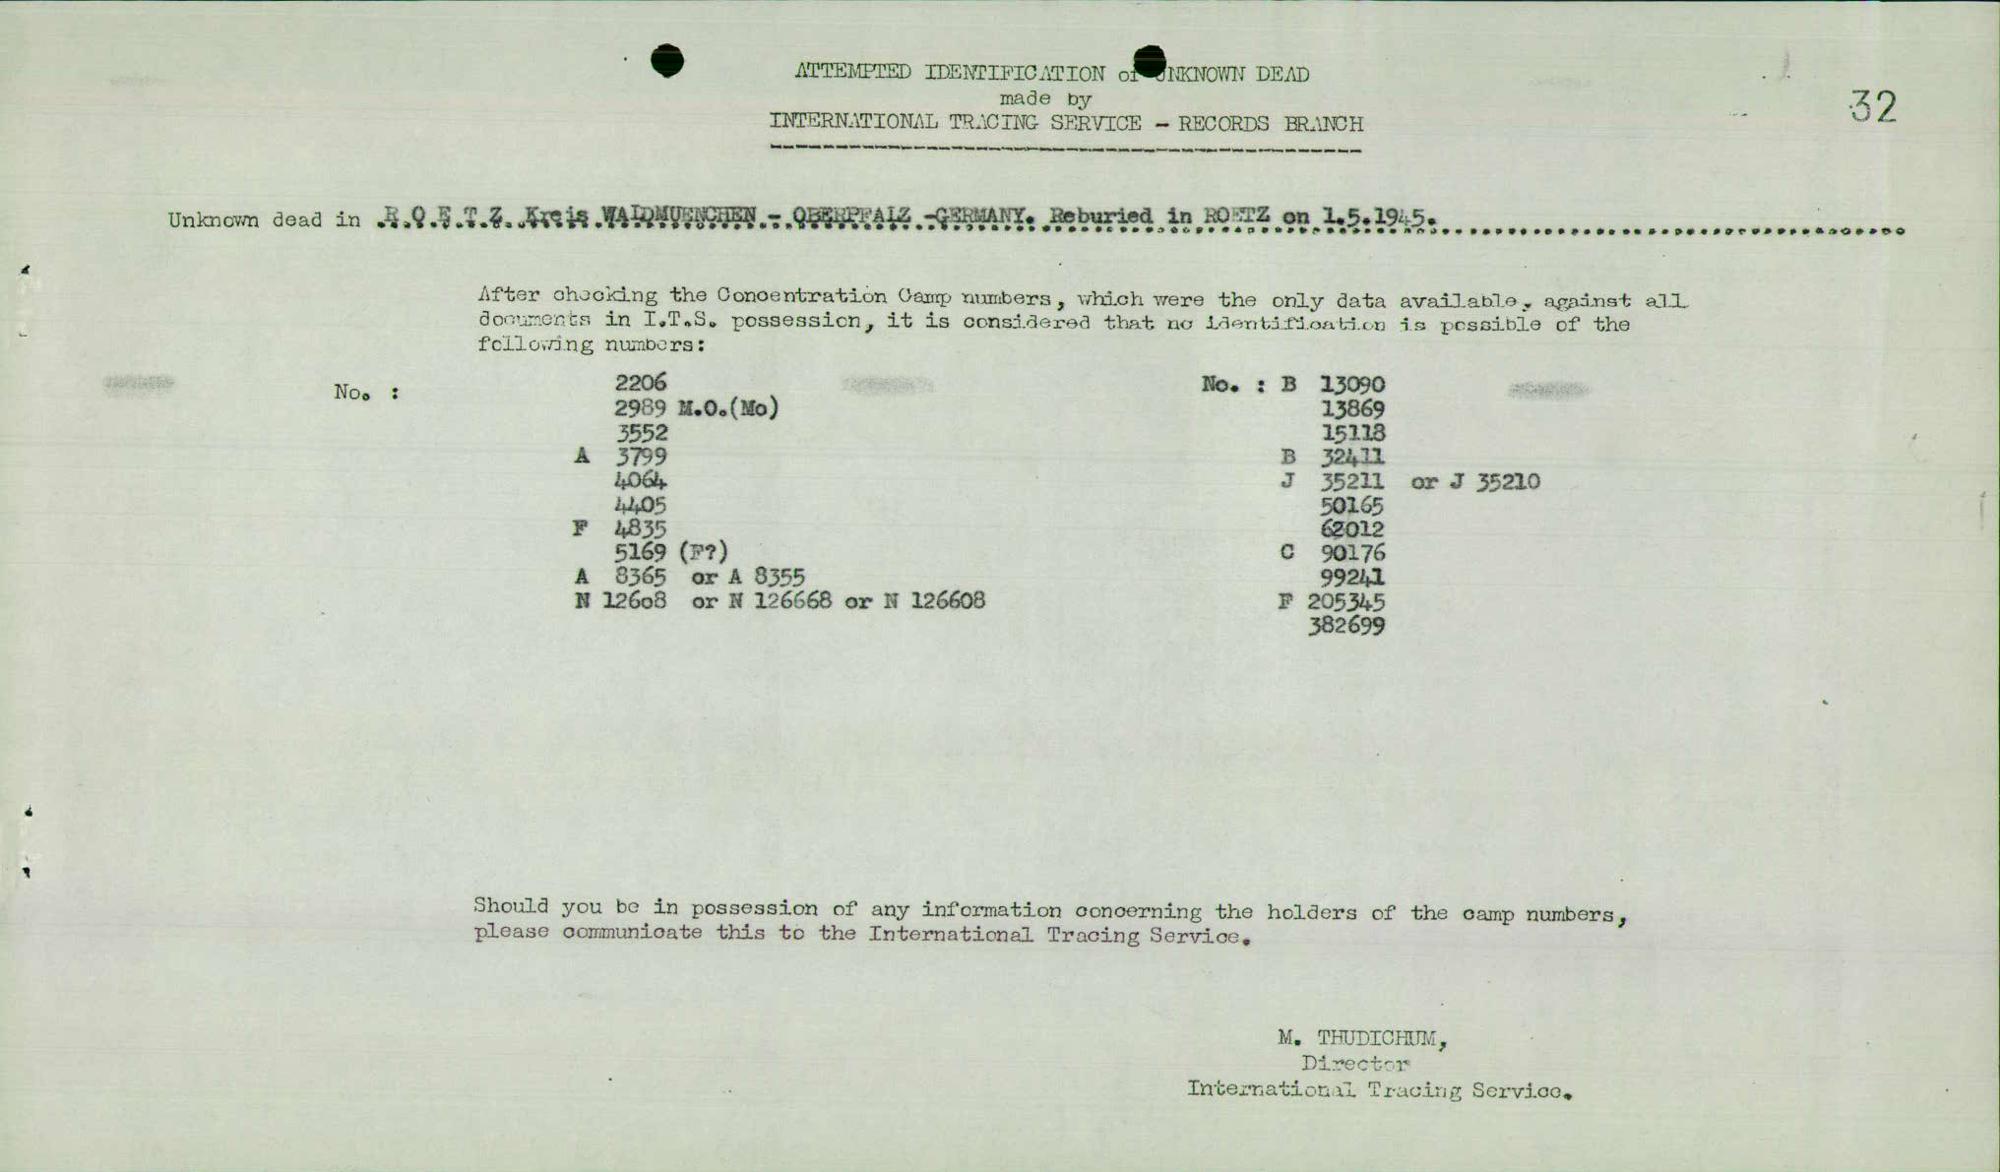 ATTEMPTED IDENTIFICATION of UNKNOWN DEAD
made by
INTERNATIONAL TRACING SERVICE - RECORDS BRANCH
32
Unknown dead in R.O.E.T.Z. Kreis WALDMUENCHEN - OBERPFALZ -GERMANY. Reburied in ROETZ on 1.5.1945.
After checking the Concentration Camp numbers, which were the only data available, against all
documents in I.T.S. possession, it is considered that no identification is possible of the
following numbers:
No. :
2206
2989 M.O.(Mo)
3552
A 3799
4064
4405
F 4835
5169 (F?)
A 8365 or A 8355
N 126o8 or N 126668 or N 126608
No. : B 13090
13869
15118
B 32411
J 35211 or J 35210
50165
62012
C 90176
99241
F 205345
382699
Should you be in possession of any information concerning the holders of the camp numbers,
please communicate this to the International Tracing Service.
M. THUDICHUM,
Director
International Tracing Service.